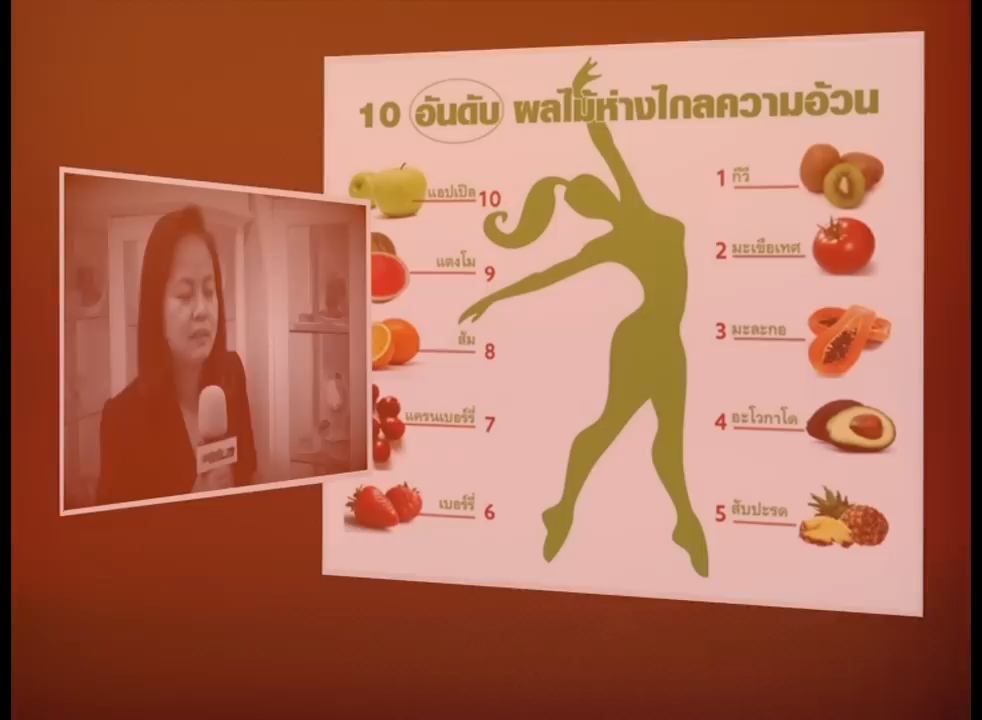 10 อันดับ ผลไม้ห่างไกลความอ้วน
1 กีวี
2 มะเขือเทศ
3 มะละกอ
4 อะโวกาโด
5 สับปะรด
แอปเปิล 10
แตงโม 9
ส้ม 8
แครนเบอร์รี่ 7
เบอร์รี่ 6